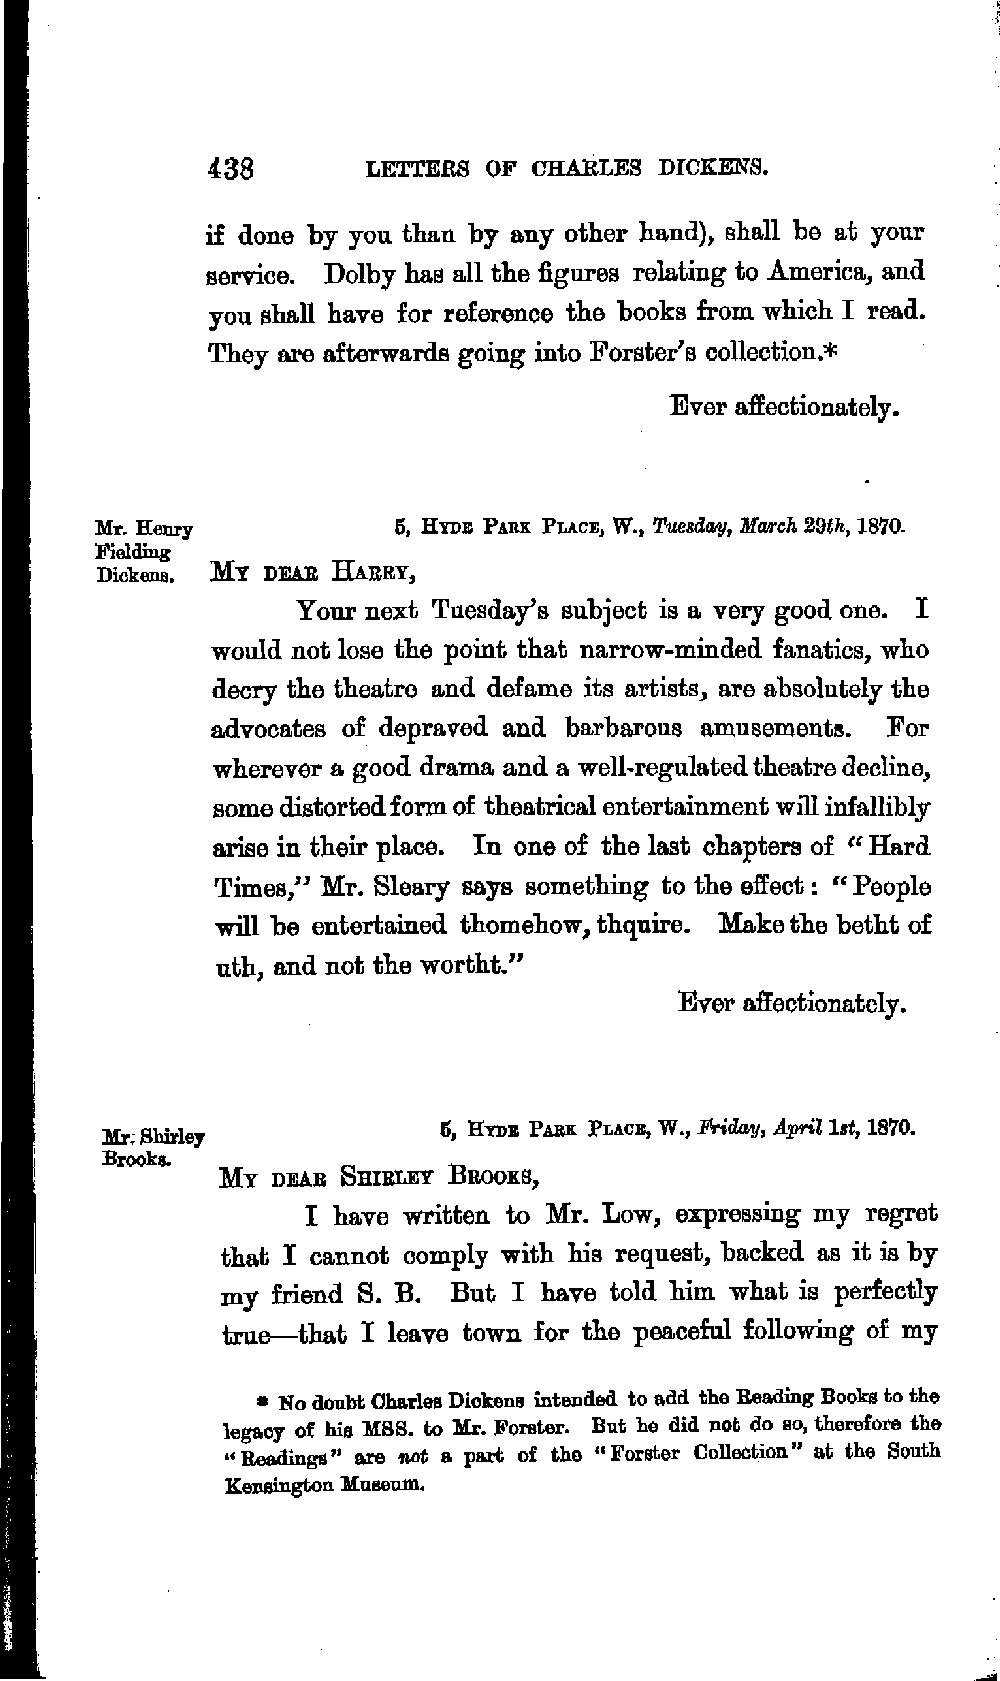 438 LETTERS OF CHARLES DICKENS.
if done by you than by any other hand), shall be at your
service. Dolby has all the figures relating to America, and
you shall have for reference the books from which I read.
They are afterwards going into Forster's collection.*
Ever affectionately.
Mr. Henry
Fielding
Dickens.
5, HYDE PARK PLACE, W., Tuesday, March 29th, 1870.
MY DEAR HARRY,
Your next Tuesday's subject is a very good one. I
would not lose the point that narrow-minded fanatics, who
decry the theatre and defame its artists, are absolutely the
advocates of depraved and barbarous amusements. For
wherever a good drama and a well-regulated theatre decline,
some distorted form of theatrical entertainment will infallibly
arise in their place. In one of the last chapters of "Hard
Times," Mr. Sleary says something to the effect: "People
will be entertained thomehow, thquire. Make the betht of
uth, and not the wortht."
Ever affectionately.
Mr. Shirley
Brooks.
5, HYDE PARK PLACE, W., Friday, April 1st, 1870.
MY DEAR SHIRLEY BROOKS,
I have written to Mr. Low, expressing my regret
that I cannot comply with his request, backed as it is by
my friend S. B. But I have told him what is perfectly
true—that I leave town for the peaceful following of my
* No doubt Charles Dickens intended to add the Reading Books to the
legacy of his MSS. to Mr. Forster. But he did not do so, therefore the
"Readings" are not a part of the "Forster Collection" at the South
Kensington Museum.